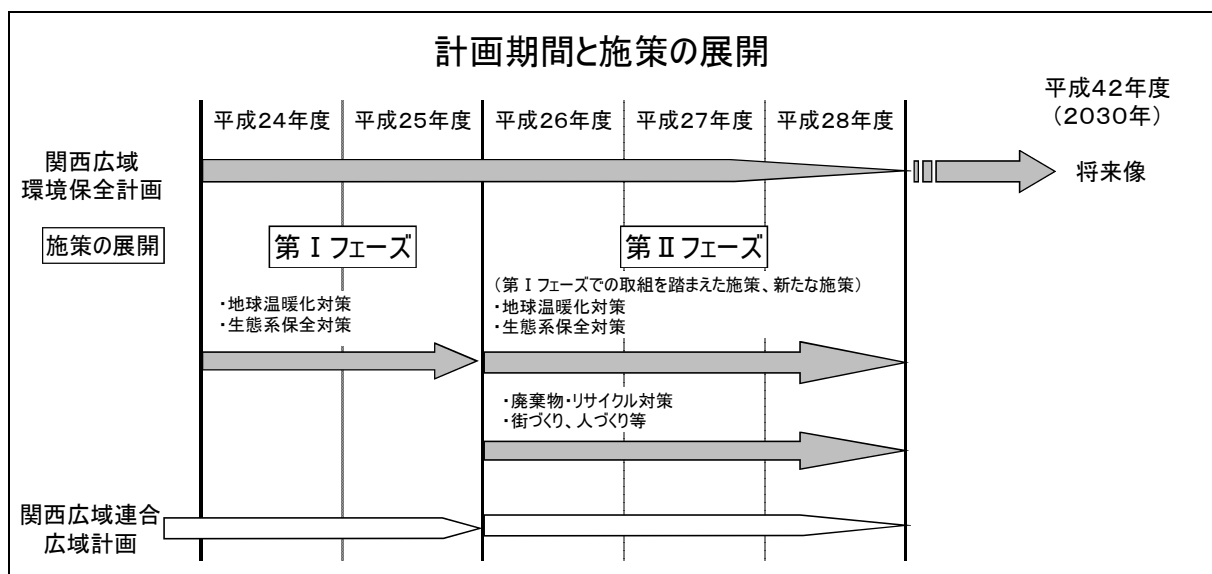 計画期間と施策の展開
平成42年度
(2030年)
平成24年度
平成25年度
平成26年度
平成27年度
平成28年度
関西広域
環境保全計画
将来像
施策の展開
第Ⅰフェーズ
第Ⅱフェーズ
(第Ⅰフェーズでの取組を踏まえた施策、新たな施策)
・地球温暖化対策
・生態系保全対策
・地球温暖化対策
・生態系保全対策
・廃棄物・リサイクル対策
・街づくり、人づくり等
関西広域連合
広域計画